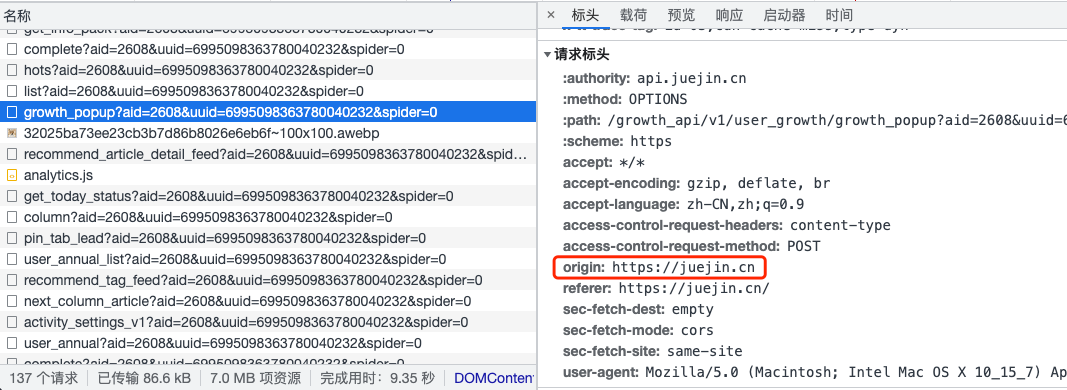 名称
get_info_pack?aid=2608&uuid=6995098363780040232&spider=0
complete?aid=2608&uuid=6995098363780040232&spider=0
hots?aid=2608&uuid=6995098363780040232&spider=0
list?aid=2608&uuid=6995098363780040232&spider=0
growth_popup?aid=2608&uuid=6995098363780040232&spider=0
32025ba73ee23cb3b7d86b8026e6eb6f~100x100.awebp
recommend_article_detail_feed?aid=2608&uuid=6995098363780040232&spid…
analytics.js
get_today_status?aid=2608&uuid=6995098363780040232&spider=0
column?aid=2608&uuid=6995098363780040232&spider=0
pin_tab_lead?aid=2608&uuid=6995098363780040232&spider=0
user_annual_list?aid=2608&uuid=6995098363780040232&spider=0
recommend_tag_feed?aid=2608&uuid=6995098363780040232&spider=0
next_column_article?aid=2608&uuid=6995098363780040232&spider=0
activity_settings_v1?aid=2608&uuid=6995098363780040232&spider=0
user_annual?aid=2608&uuid=6995098363780040232&spider=0
complete?aid=2608&uuid=6995098363780040232&spider=0
137 个请求 已传输 86.6 kB 7.0 MB 项资源 完成用时：9.35 秒 DOMConten
× 标头 载荷 预览 响应 启动器 时间
请求标头
:authority: api.juejin.cn
:method: OPTIONS
:path: /growth_api/v1/user_growth/growth_popup?aid=2608&uuid=6
:scheme: https
accept: */*
accept-encoding: gzip, deflate, br
accept-language: zh-CN,zh;q=0.9
access-control-request-headers: content-type
access-control-request-method: POST
origin: https://juejin.cn
referer: https://juejin.cn/
sec-fetch-dest: empty
sec-fetch-mode: cors
sec-fetch-site: same-site
user-agent: Mozilla/5.0 (Macintosh; Intel Mac OS X 10_15_7) Ap